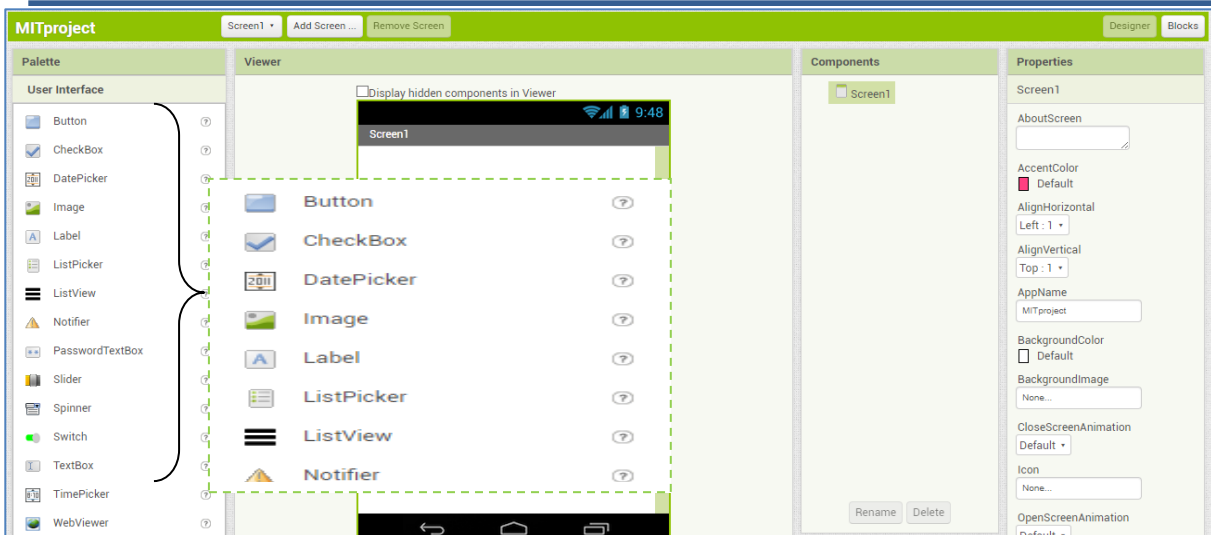 MITproject
Screen1
Add Screen ...
Remove Screen
Designer
Blocks
Palette
User Interface
Button
CheckBox
DatePicker
Image
Label
ListPicker
ListView
Notifier
PasswordTextBox
Slider
Spinner
Switch
TextBox
TimePicker
WebViewer
Viewer
Display hidden components in Viewer
9:48
Screen1
Button ?
CheckBox ?
DatePicker ?
Image ?
Label ?
ListPicker ?
ListView ?
Notifier ?
Components
Screen1
Rename
Delete
Properties
Screen1
AboutScreen
AccentColor
Default
AlignHorizontal
Left : 1
AlignVertical
Top : 1
AppName
MITproject
BackgroundColor
Default
BackgroundImage
None...
CloseScreenAnimation
Default
Icon
None...
OpenScreenAnimation
Default